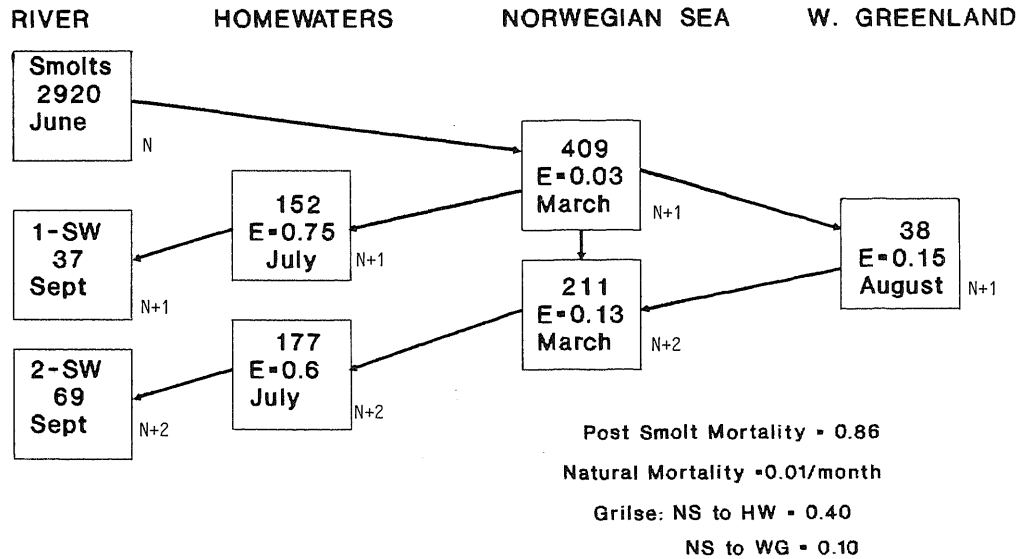 RIVER HOMEWATERS NORWEGIAN SEA W. GREENLAND
Smolts
2920
June
N
409
E=0.03
March
N+1
152
E=0.75
July
N+1
1-SW
37
Sept
N+1
38
E=0.15
August
N+1
211
E=0.13
March
N+2
177
E=0.6
July
N+2
2-SW
69
Sept
N+2
Post Smolt Mortality = 0.86
Natural Mortality =0.01/month
Grilse: NS to HW = 0.40
NS to WG = 0.10